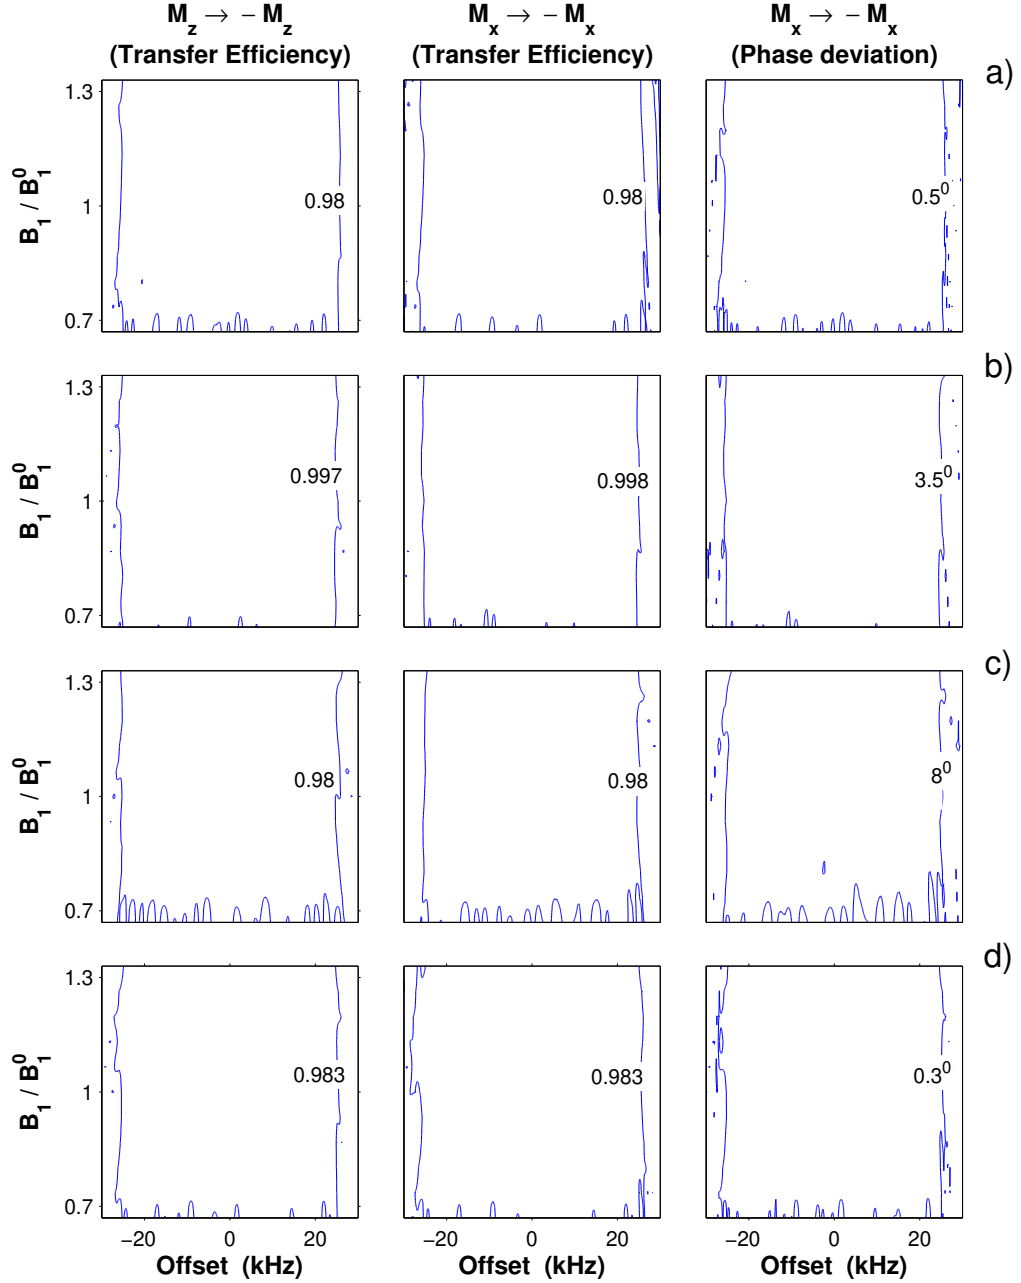 M_z → − M_z    M_x → − M_x    M_x → − M_x
(Transfer Efficiency)    (Transfer Efficiency)    (Phase deviation)
a)
1.3
1
0.7
B_1 / B_1^0
0.98    0.98    0.5^0
b)
1.3
1
0.7
B_1 / B_1^0
0.997    0.998    3.5^0
c)
1.3
1
0.7
B_1 / B_1^0
0.98    0.98    8^0
d)
1.3
1
0.7
B_1 / B_1^0
0.983    0.983    0.3^0
−20    0    20    −20    0    20    −20    0    20
Offset (kHz)    Offset (kHz)    Offset (kHz)